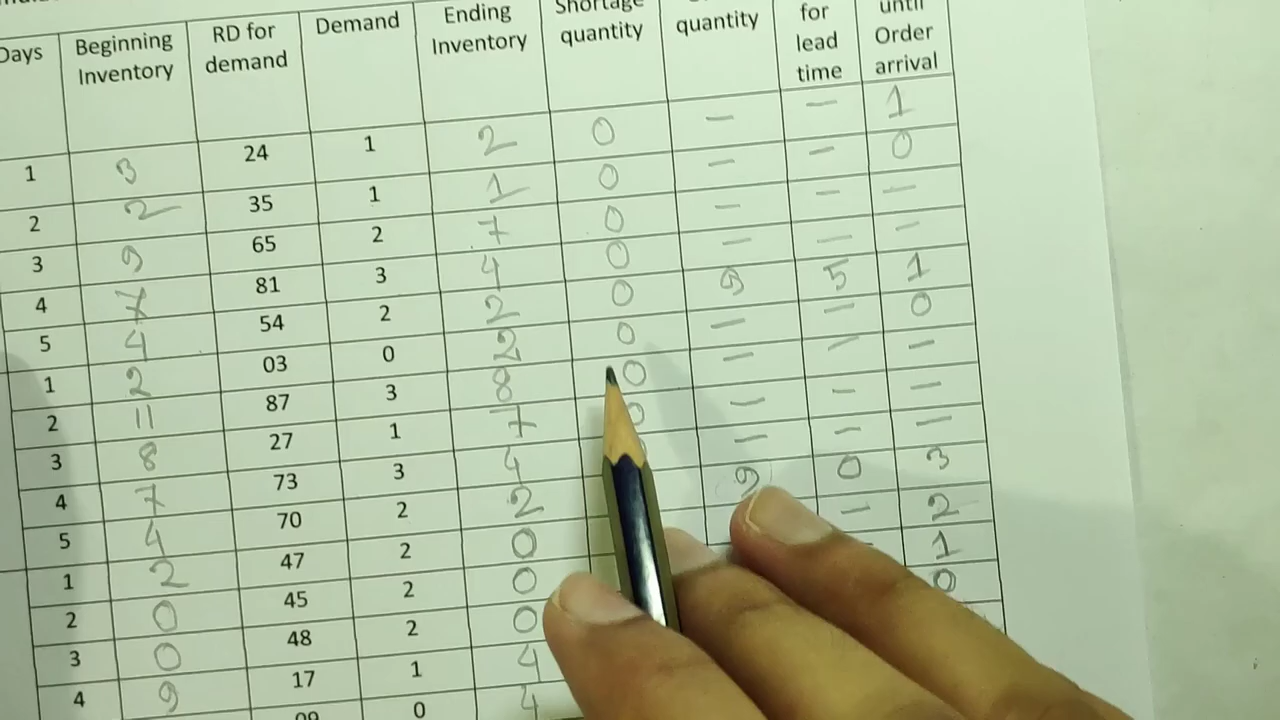 Days
Beginning
Inventory
RD for
demand
Demand
Ending
Inventory
Shortage
quantity
quantity
for
lead
time
until
Order
arrival
1 3 24 1 2 0 — — 1
2 2 35 1 1 0 — — 0
3 9 65 2 7 0 — — —
4 7 81 3 4 0 — — —
5 4 54 2 2 0 9 5 1
1 2 03 0 2 0 — — 0
2 11 87 3 8 0 — — —
3 8 27 1 7 0 — — —
4 7 73 3 4 — — —
5 4 70 2 2 9 0 3
1 2 47 2 0 — 2
2 0 45 2 0 1
3 0 48 2 0 0
4 9 17 1 4
09 0 4